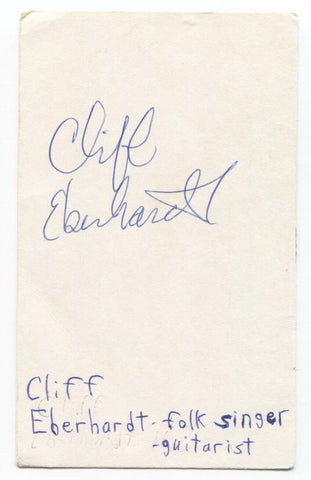 Cliff
Eberhardt
Cliff
Eberhardt - folk singer
- guitarist